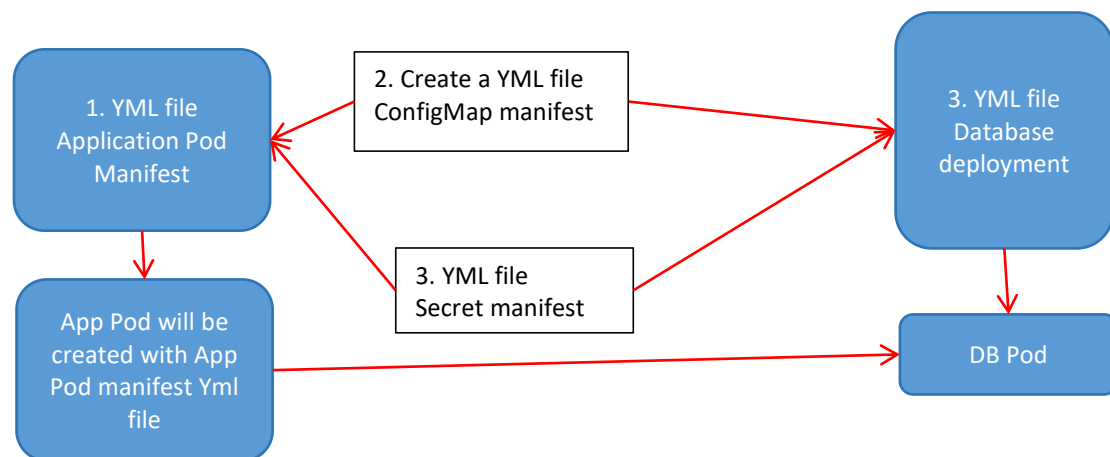 1. YML file
Application Pod
Manifest
2. Create a YML file
ConfigMap manifest
3. YML file
Database
deployment
3. YML file
Secret manifest
App Pod will be
created with App
Pod manifest Yml
file
DB Pod